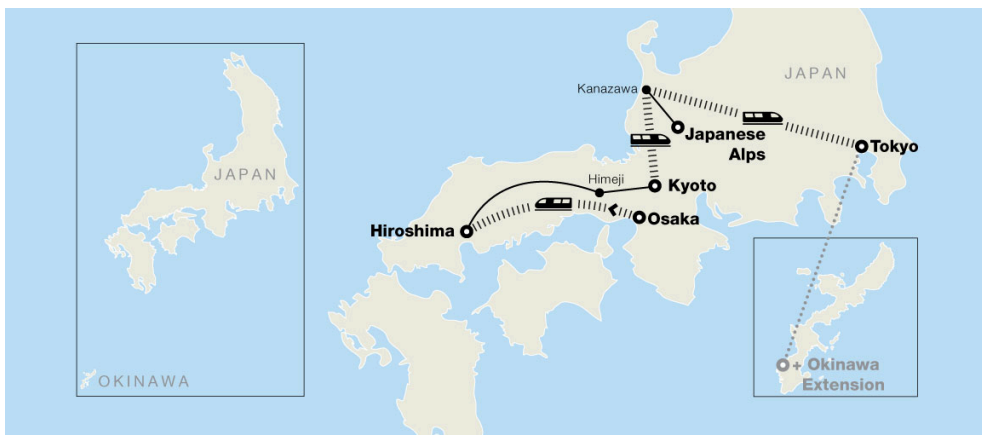 JAPAN
OKINAWA
JAPAN
Kanazawa
Japanese
Alps
Tokyo
Himeji
Kyoto
Osaka
Hiroshima
+ Okinawa
Extension